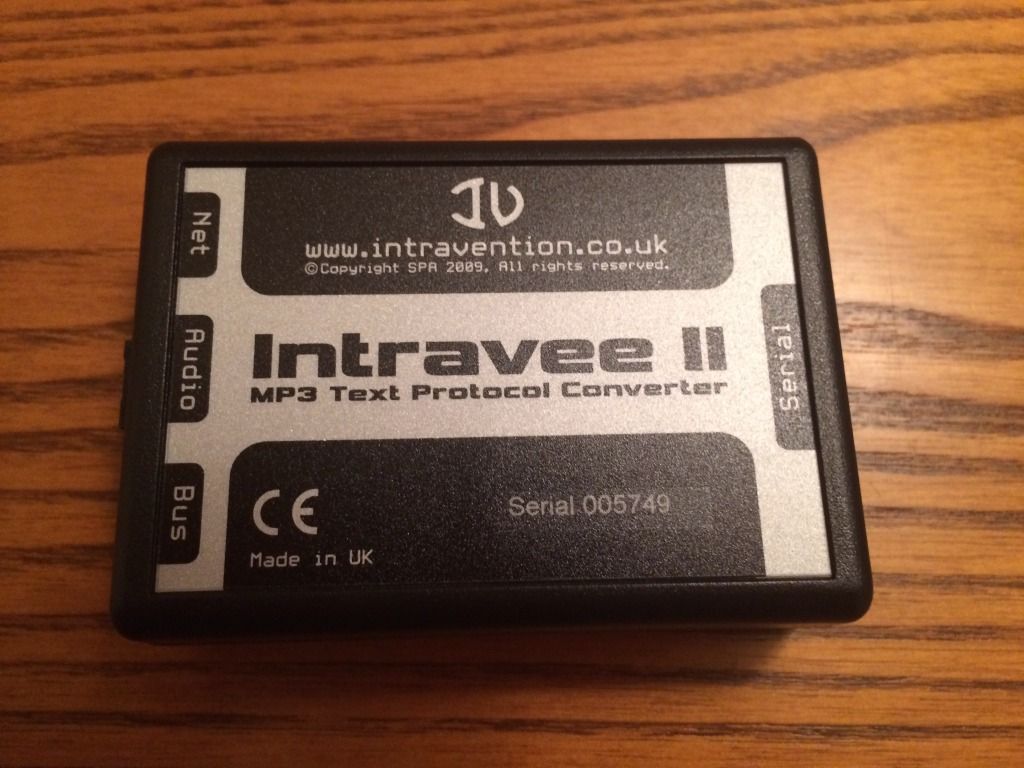 IV
www.intravention.co.uk
©Copyright SPA 2009, All rights reserved.
Net
Audio
Bus
Intravee II
MP3 Text Protocol Converter
Serial
CE
Serial 005749
Made in UK